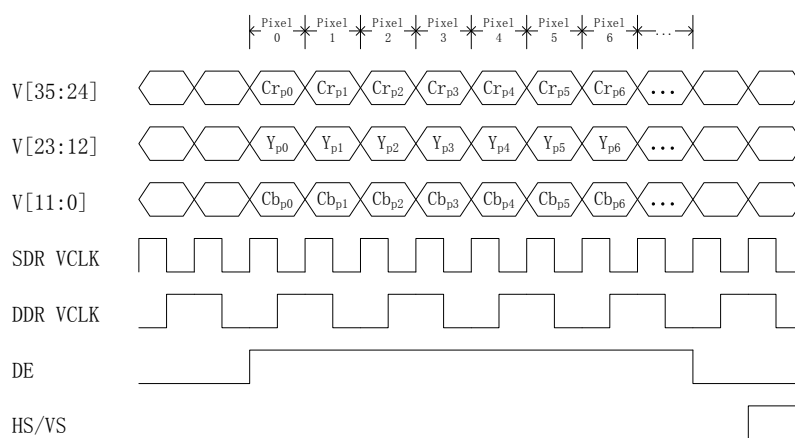 Pixel 0 Pixel 1 Pixel 2 Pixel 3 Pixel 4 Pixel 5 Pixel 6 ...
V[35:24] Crp0 Crp1 Crp2 Crp3 Crp4 Crp5 Crp6 ...
V[23:12] Yp0 Yp1 Yp2 Yp3 Yp4 Yp5 Yp6 ...
V[11:0] Cbp0 Cbp1 Cbp2 Cbp3 Cbp4 Cbp5 Cbp6 ...
SDR VCLK
DDR VCLK
DE
HS/VS